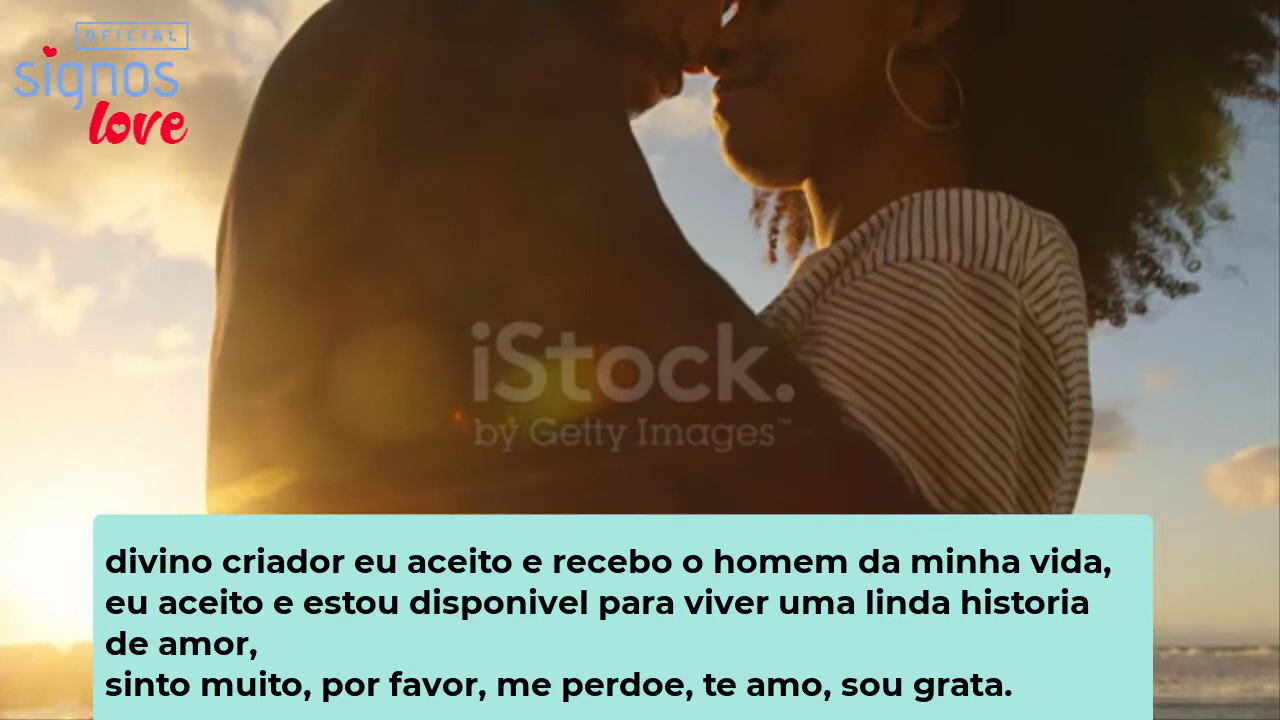 OFICIAL
signos
love
iStock.
by Getty Images™
divino criador eu aceito e recebo o homem da minha vida,
eu aceito e estou disponivel para viver uma linda historia
de amor,
sinto muito, por favor, me perdoe, te amo, sou grata.